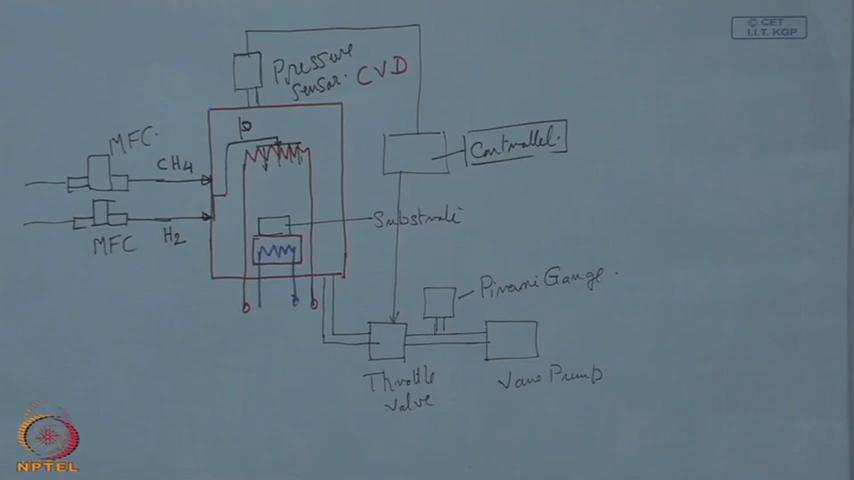 © CET
I.I.T. KGP
Pressure
Sensor.
CVD
MFC.
CH4
MFC
H2
Controller.
Substrate
Pirani Gauge
Throttle
Valve
Vane Pump
NPTEL